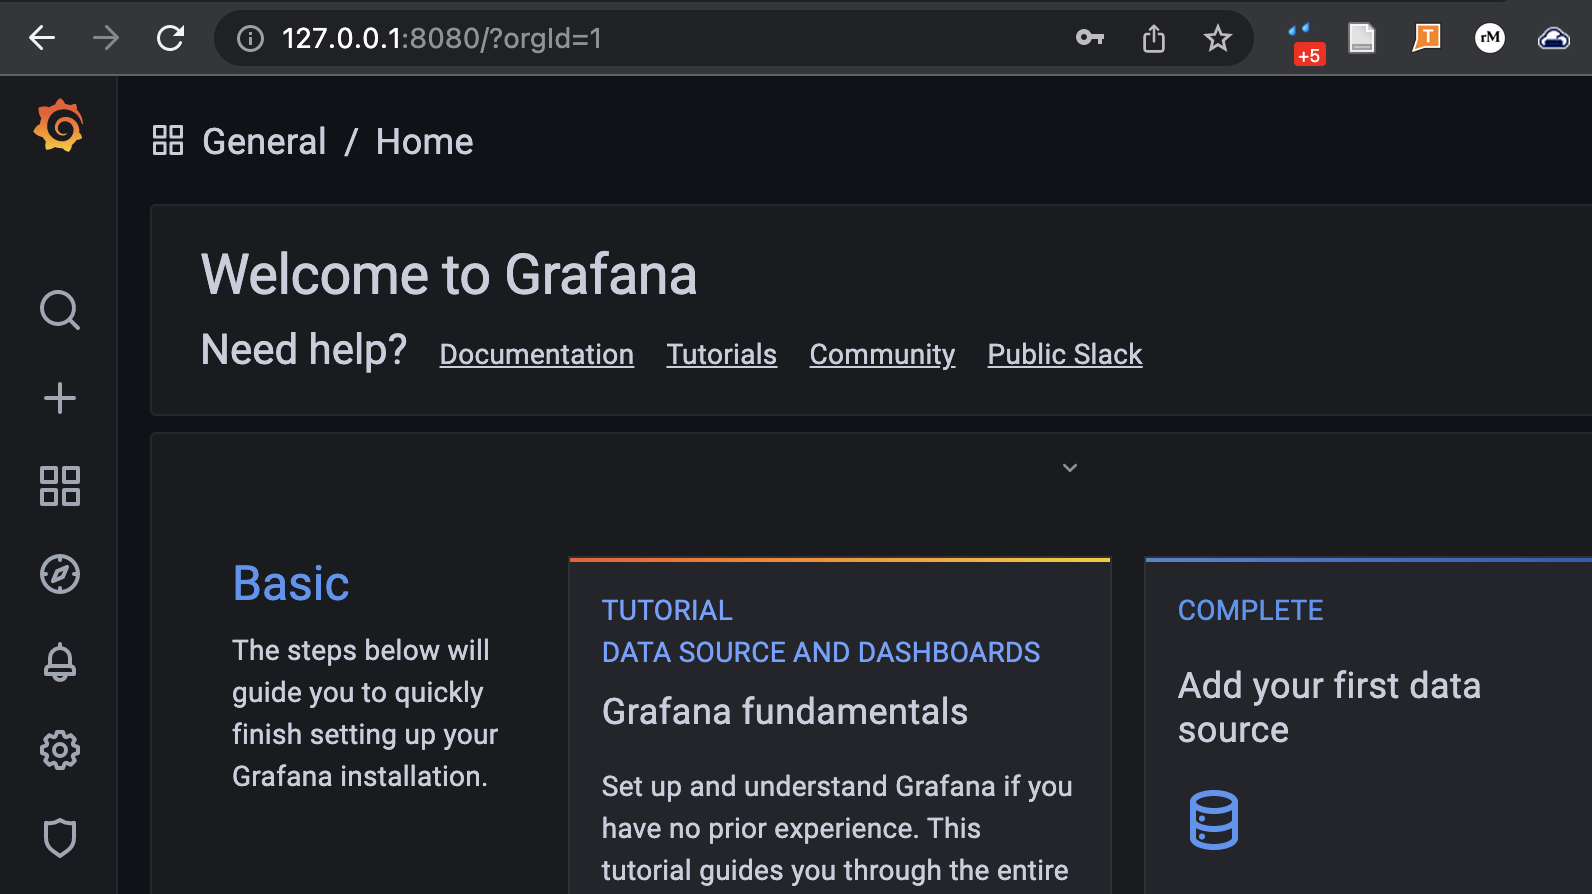 127.0.0.1:8080/?orgId=1
+5
T
rM
General / Home
Welcome to Grafana
Need help? Documentation Tutorials Community Public Slack
Basic
The steps below will
guide you to quickly
finish setting up your
Grafana installation.
TUTORIAL
DATA SOURCE AND DASHBOARDS
Grafana fundamentals
Set up and understand Grafana if you
have no prior experience. This
tutorial guides you through the entire
COMPLETE
Add your first data
source